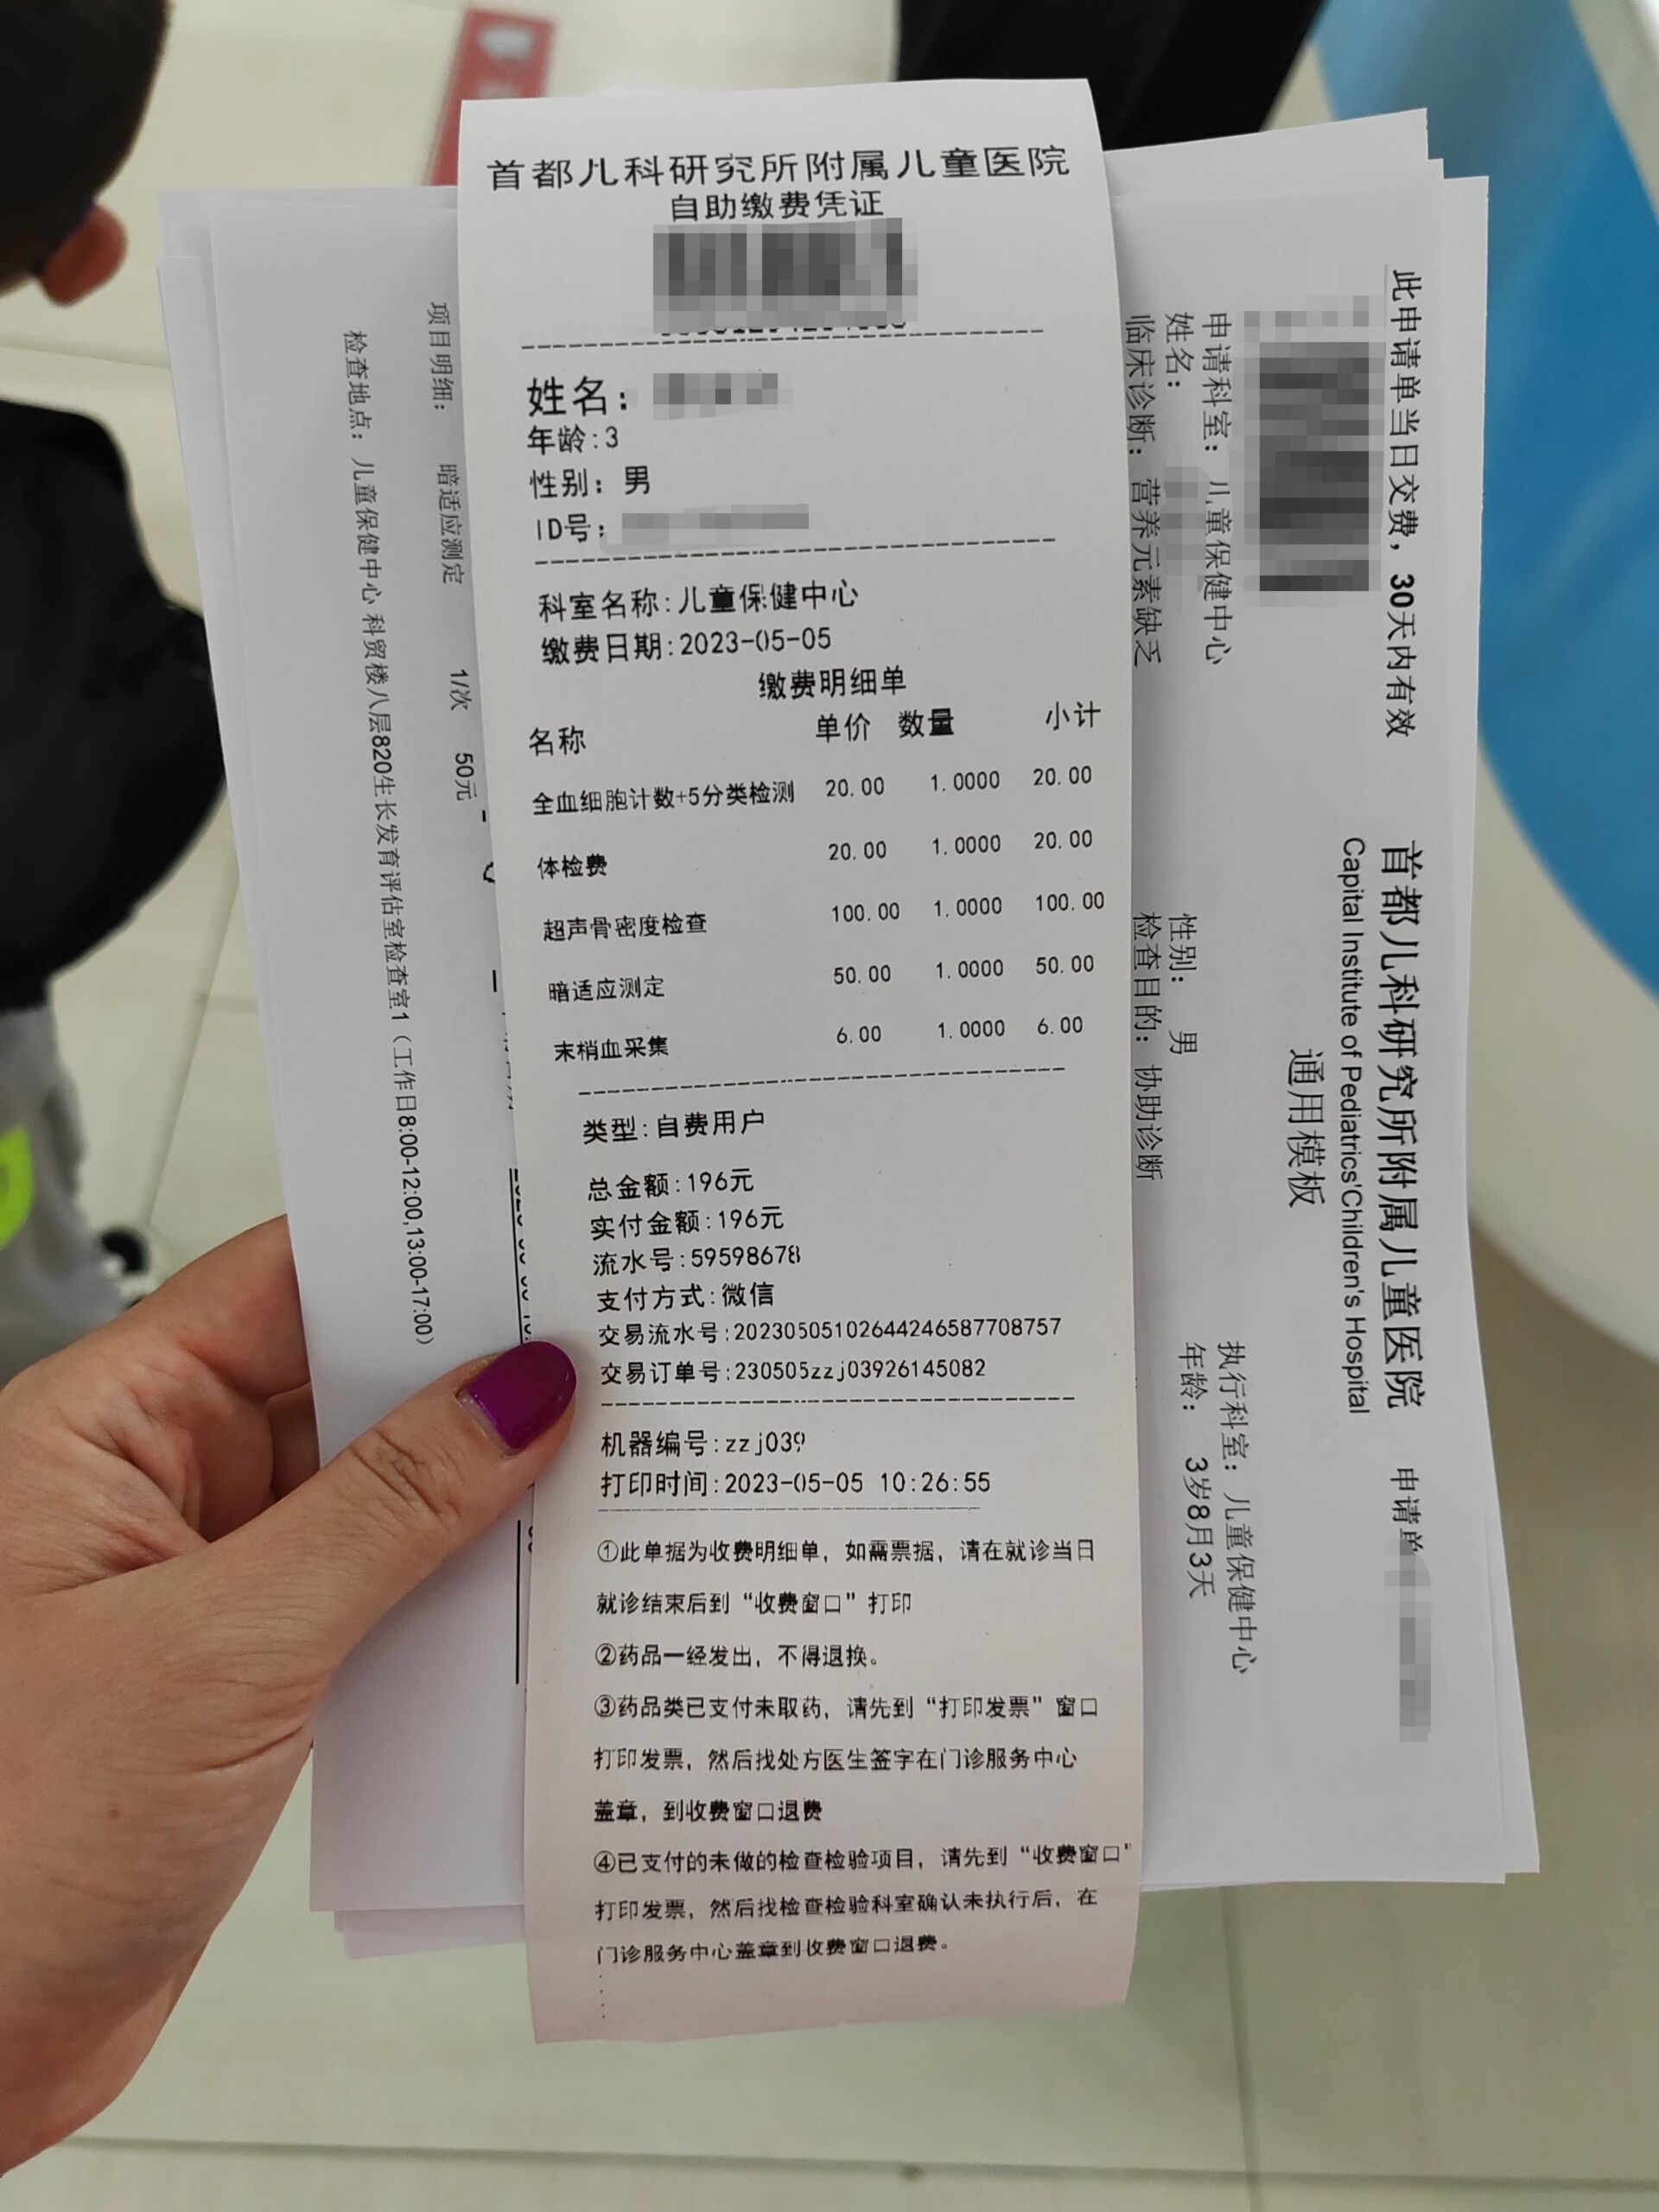 首都儿科研究所附属儿童医院
自助缴费凭证
姓名:
年龄:3
性别: 男
ID号:
科室名称:儿童保健中心
缴费日期:2023-05-05
缴费明细单
名称 单价 数量 小计
全血细胞计数+5分类检测 20.00 1.0000 20.00
体检费 20.00 1.0000 20.00
超声骨密度检查 100.00 1.0000 100.00
暗适应测定 50.00 1.0000 50.00
末梢血采集 6.00 1.0000 6.00
类型:自费用户
总金额:196元
实付金额:196元
流水号:59598678
支付方式:微信
交易流水号:20230505102644246587708757
交易订单号:230505zzj03926145082
机器编号:zzj039
打印时间:2023-05-05 10:26:55
①此单据为收费明细单, 如需票据, 请在就诊当日
就诊结束后到“收费窗口”打印
②药品一经发出, 不得退换。
③药品类已支付未取药, 请先到“打印发票”窗口
打印发票, 然后找处方医生签字在门诊服务中心
盖章, 到收费窗口退费
④已支付的未做的检查检验项目, 请先到“收费窗口”
打印发票, 然后找检查检验科室确认未执行后, 在
门诊服务中心盖章到收费窗口退费。
此申请单当日交费, 30天内有效
首都儿科研究所附属儿童医院
申请单
Capital Institute of Pediatrics'Children's Hospital
通用模板
申请科室: 儿童保健中心
执行科室: 儿童保健中心
姓名:
性别: 男
年龄: 3岁8月3天
临床诊断: 营养元素缺乏
检查目的: 协助诊断
项目明细: 暗适应测定 1/次 50元
检查地点: 儿童保健中心 科贸楼八层820生长发育评估室检查室1 (工作日8:00-12:00,13:00-17:00)